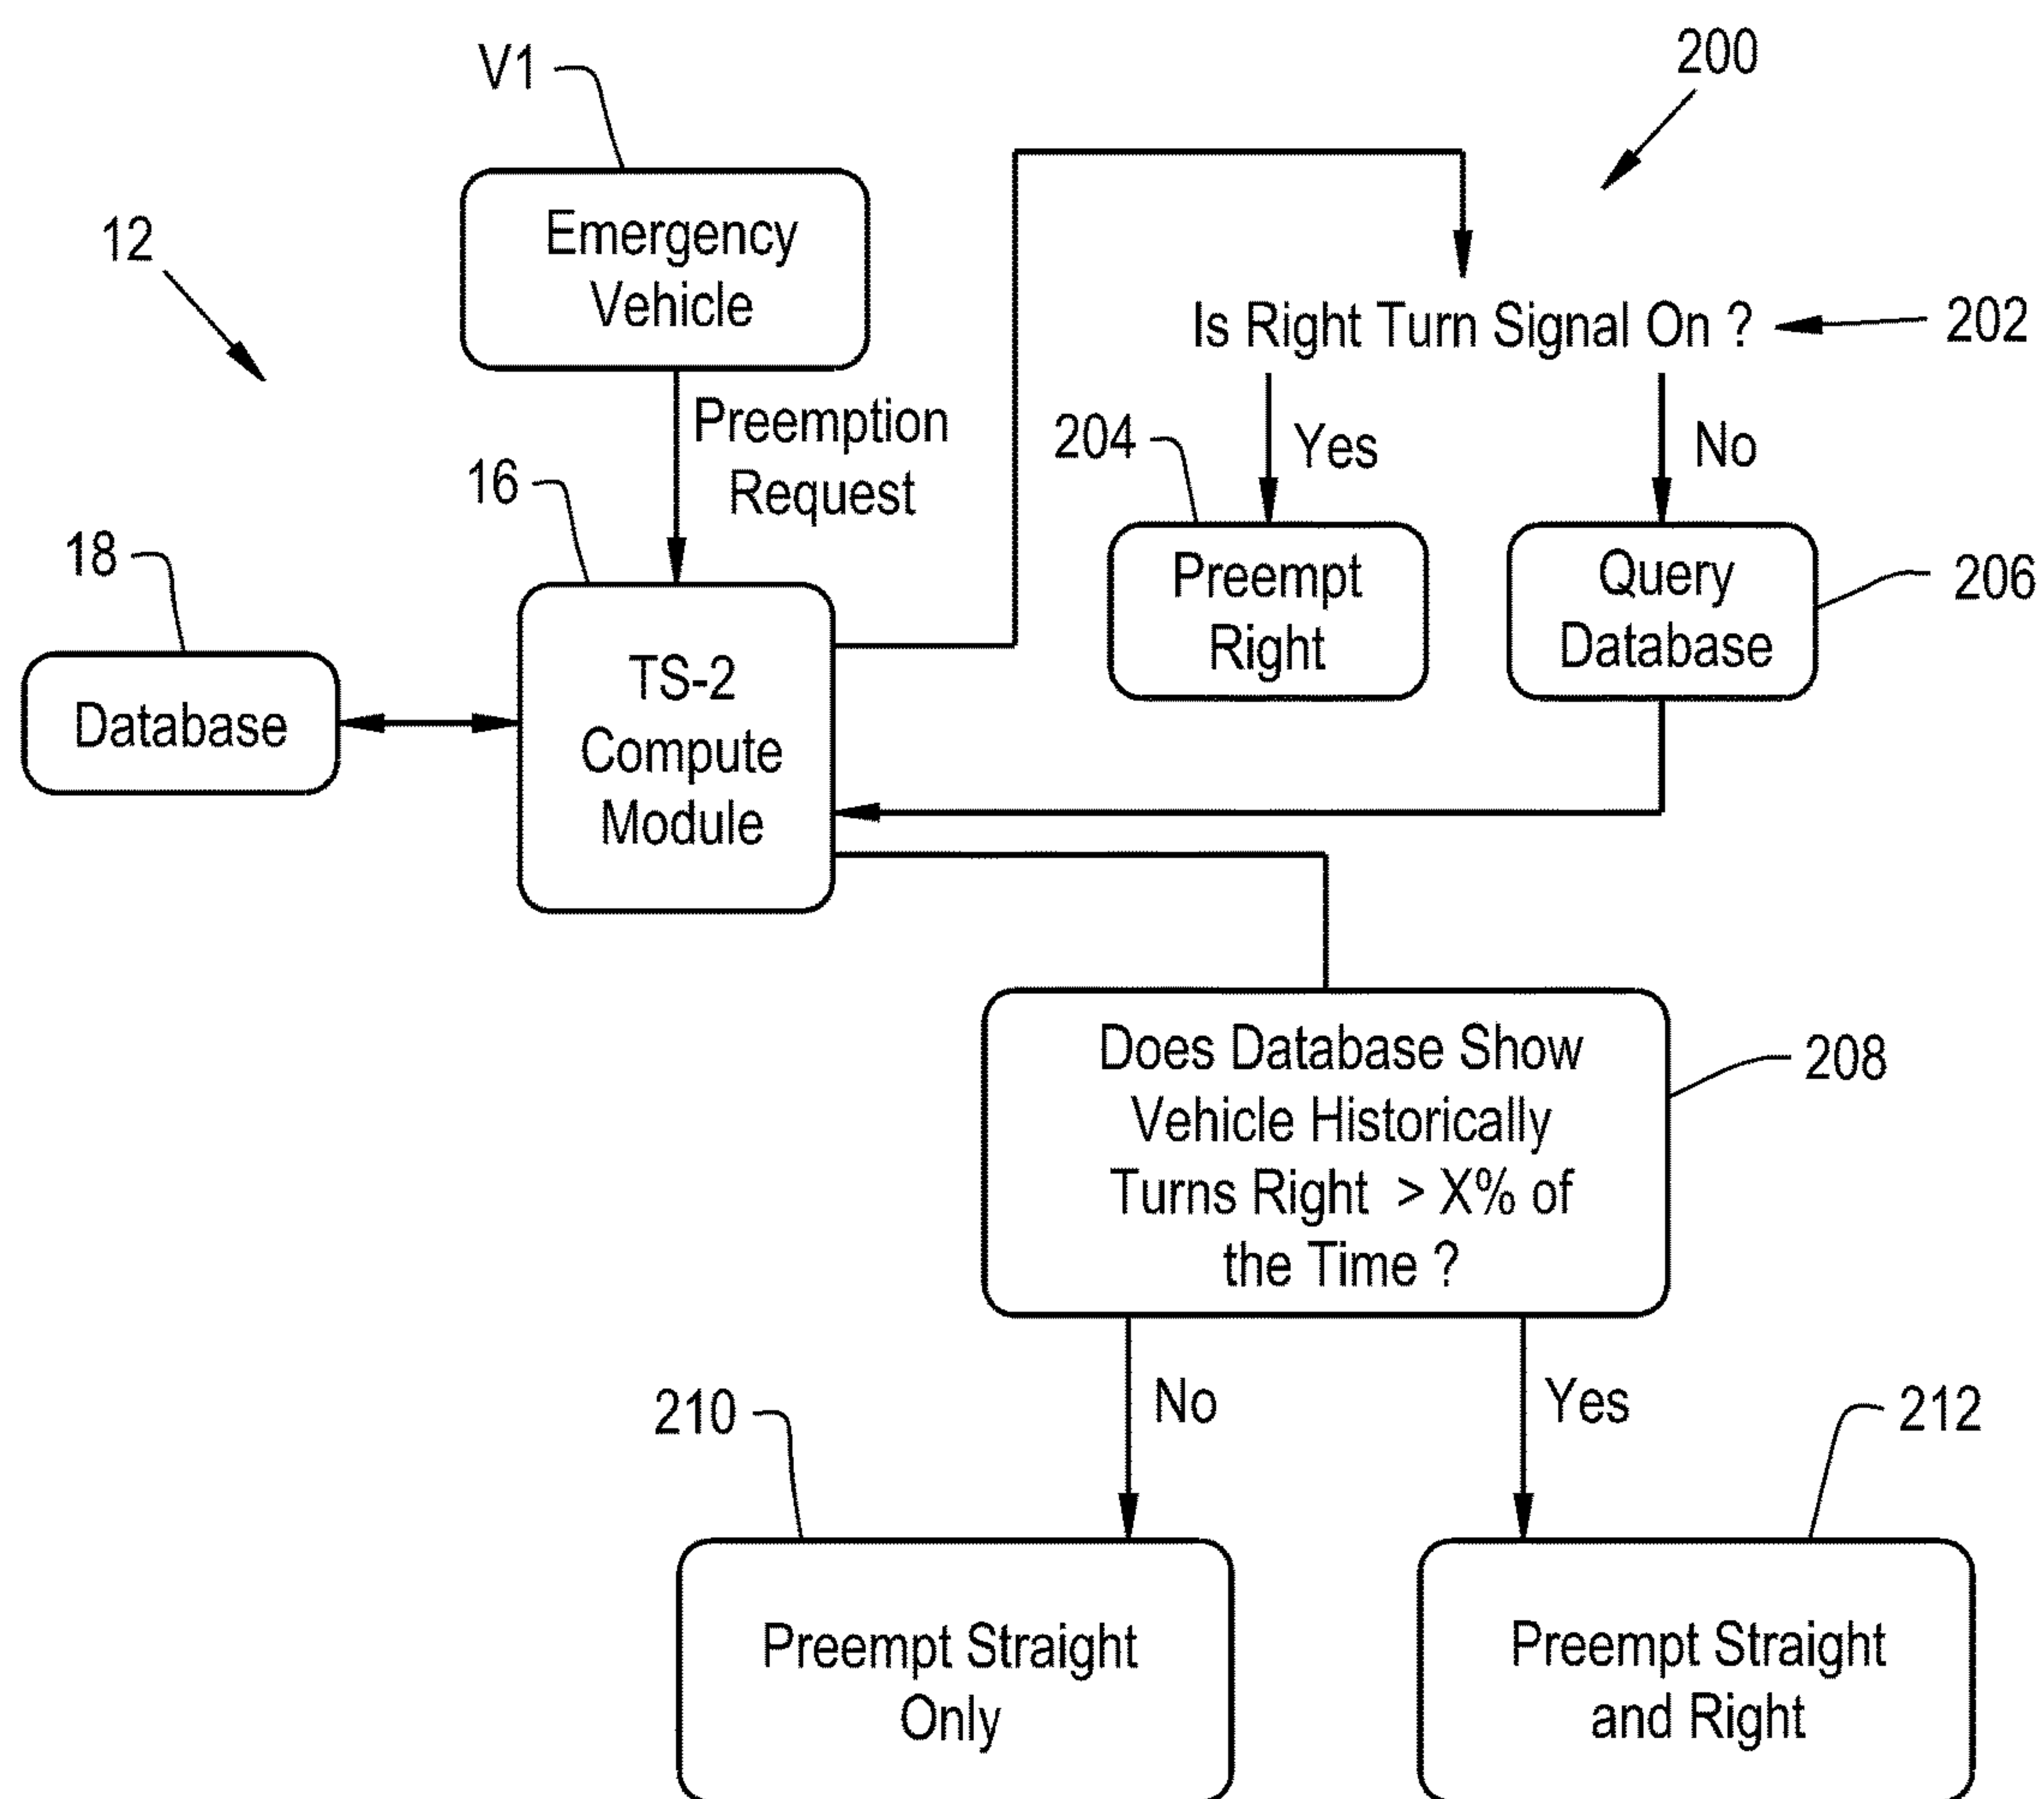 V1
200
12
Emergency
Vehicle
Is Right Turn Signal On ?
202
Preemption
Request
204
Yes
No
16
18
Preempt
Right
Query
Database
206
Database
TS-2
Compute
Module
Does Database Show
Vehicle Historically
Turns Right > X% of
the Time ?
208
No
Yes
210
212
Preempt Straight
Only
Preempt Straight
and Right